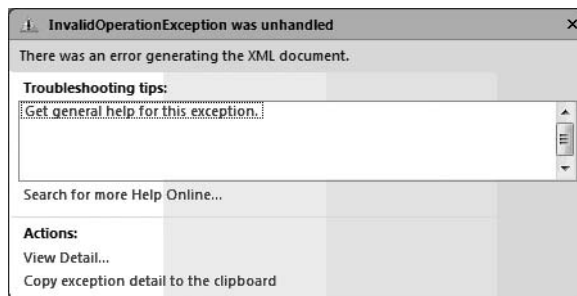 InvalidOperationException was unhandled
There was an error generating the XML document.
Troubleshooting tips:
Get general help for this exception.
Search for more Help Online...
Actions:
View Detail...
Copy exception detail to the clipboard